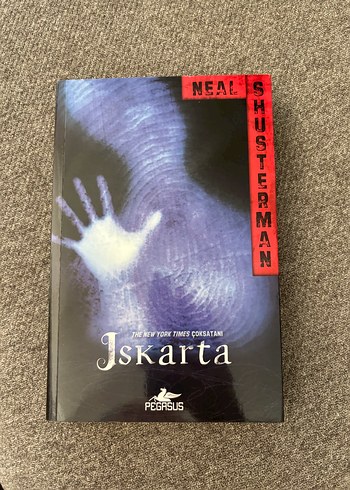 NEAL
SHUSTERMAN
THE NEW YORK TIMES ÇOKSATANI
Iskarta
PEGASUS